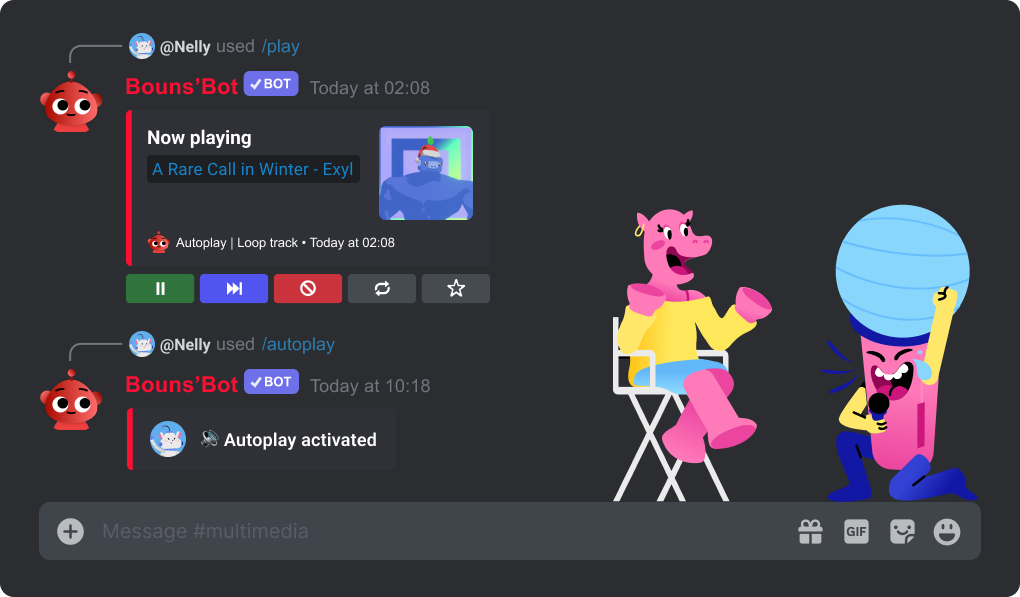 @Nelly used /play
Bouns’Bot BOT Today at 02:08
Now playing
A Rare Call in Winter - Exyl
Autoplay | Loop track • Today at 02:08
@Nelly used /autoplay
Bouns’Bot BOT Today at 10:18
Autoplay activated
Message #multimedia
GIF